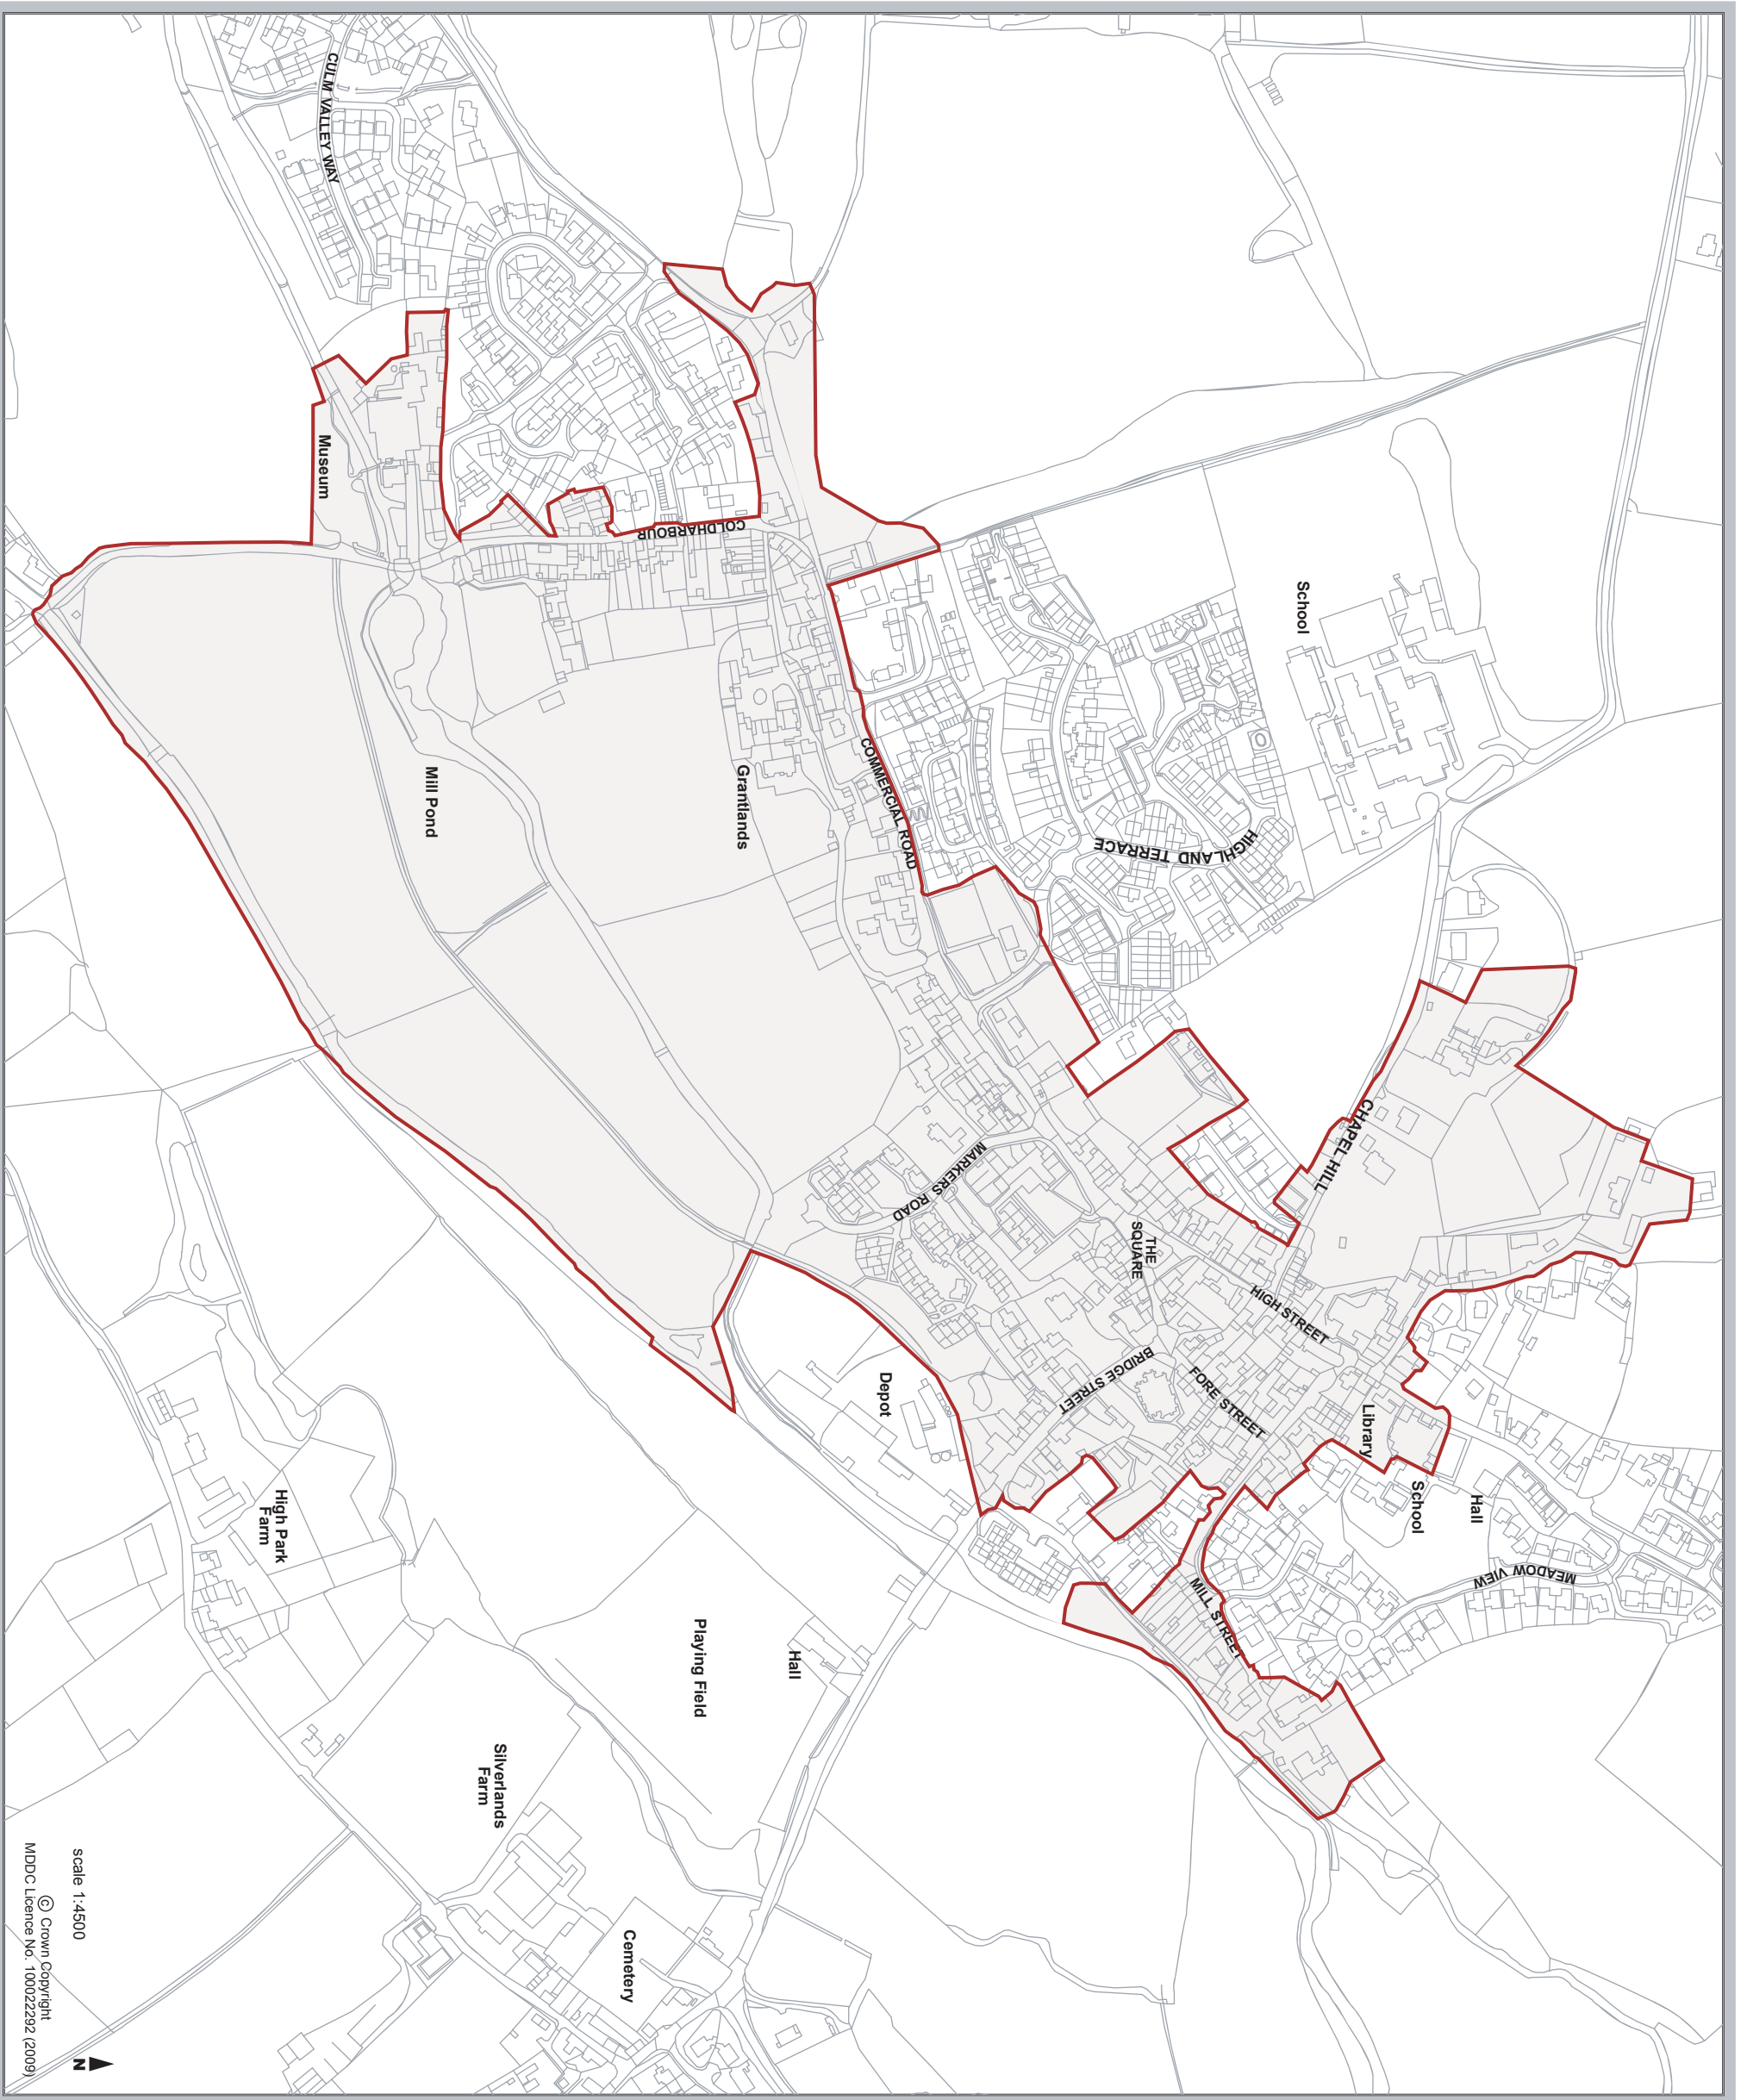 CULM VALLEY WAY
Museum
COLDHARBOUR
School
Mill Pond
Grantlands
COMMERCIAL ROAD
HIGHLAND TERRACE
CHAPEL HILL
MARKERS ROAD
THE
SQUARE
HIGH STREET
BRIDGE STREET
FORE STREET
Depot
Library
School
Hall
MEADOW VIEW
MILL STREET
High Park
Farm
Playing Field
Hall
Silverlands
Farm
Cemetery
scale 1:4500
© Crown Copyright
MDDC Licence No. 100022292 (2009)
N